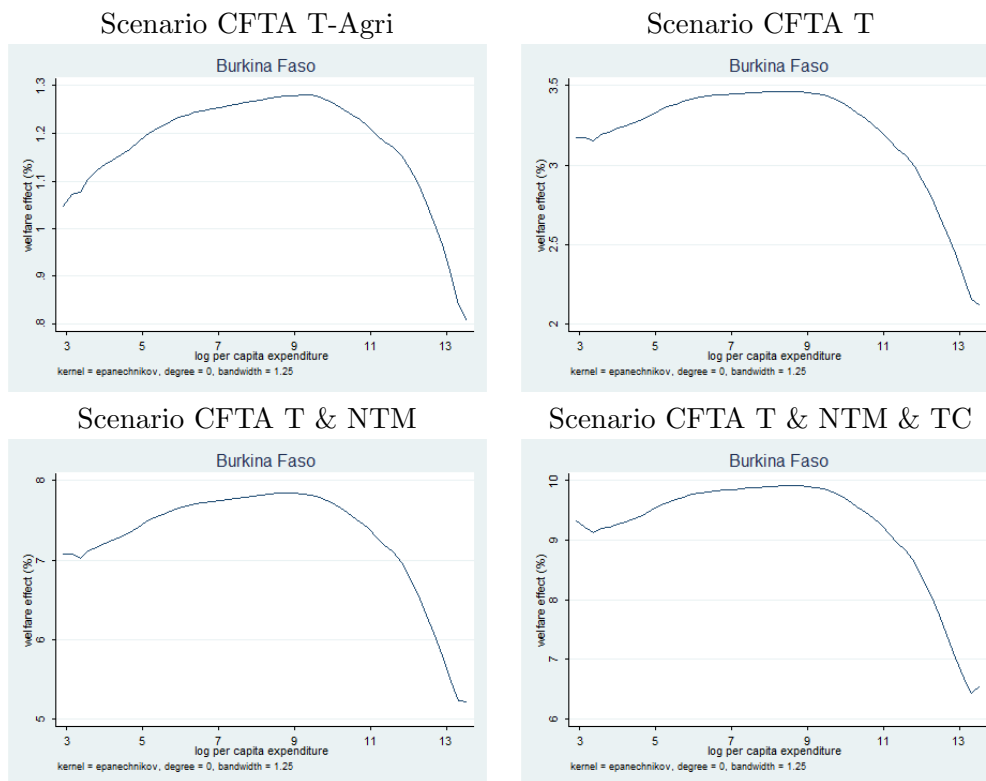 Scenario CFTA T-Agri
Burkina Faso
welfare effect (%)
1.3
1.2
1.1
1
.9
.8
3 5 7 9 11 13
log per capita expenditure
kernel = epanechnikov, degree = 0, bandwidth = 1.25
Scenario CFTA T
Burkina Faso
welfare effect (%)
3.5
3
2.5
2
3 5 7 9 11 13
log per capita expenditure
kernel = epanechnikov, degree = 0, bandwidth = 1.25
Scenario CFTA T & NTM
Burkina Faso
welfare effect (%)
8
7
6
5
3 5 7 9 11 13
log per capita expenditure
kernel = epanechnikov, degree = 0, bandwidth = 1.25
Scenario CFTA T & NTM & TC
Burkina Faso
welfare effect (%)
10
9
8
7
6
3 5 7 9 11 13
log per capita expenditure
kernel = epanechnikov, degree = 0, bandwidth = 1.25